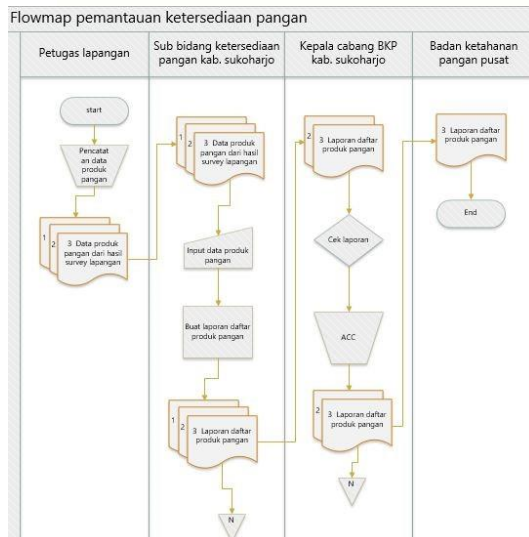 Flowmap pemantauan ketersediaan pangan
Petugas lapangan
Sub bidang ketersediaan
pangan kab. sukoharjo
Kepala cabang BKP
kab. sukoharjo
Badan ketahanan
pangan pusat
start
Pencatat
an data
produk
pangan
1
2
3 Data produk
pangan dari hasil
survey lapangan
1
2
3 Data produk
pangan dari hasil
survey lapangan
Input data produk
pangan
Buat laporan daftar
produk pangan
1
2
3 Laporan daftar
produk pangan
N
2
3 Laporan daftar
produk pangan
Cek laporan
ACC
2
3 Laporan daftar
produk pangan
N
3 Laporan daftar
produk pangan
End